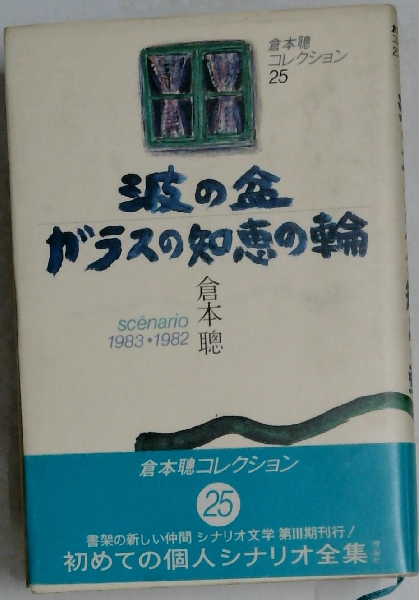 倉本聰
コレクション
25
波の盆
ガラスの知恵の輪
倉本聰
scénario
1983・1982
倉本聰コレクション
25
書架の新しい仲間 シナリオ文学 第III期刊行!
初めての個人シナリオ全集
理論社